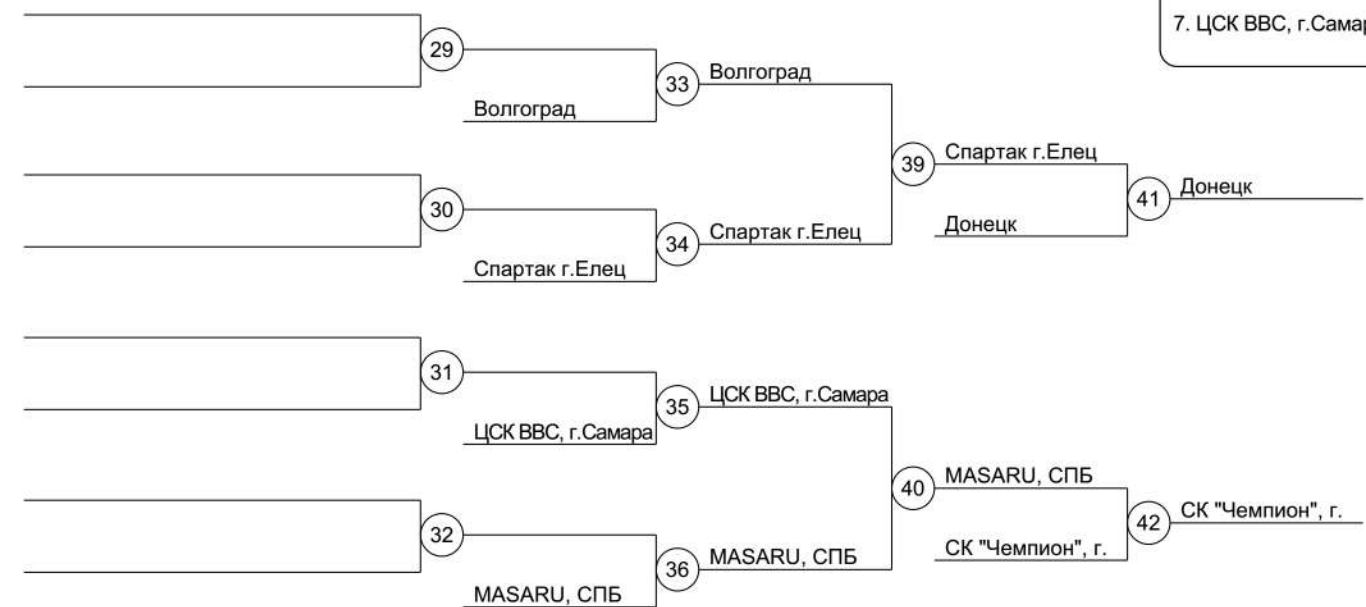 7. ЦСК ВВС, г.Самар
29
Волгоград
33
Волгоград
30
Спартак г.Елец
34
Спартак г.Елец
39
Спартак г.Елец
Донецк
41
Донецк
31
ЦСК ВВС, г.Самара
35
ЦСК ВВС, г.Самара
32
MASARU, СПБ
36
MASARU, СПБ
40
MASARU, СПБ
СК "Чемпион", г.
42
СК "Чемпион", г.